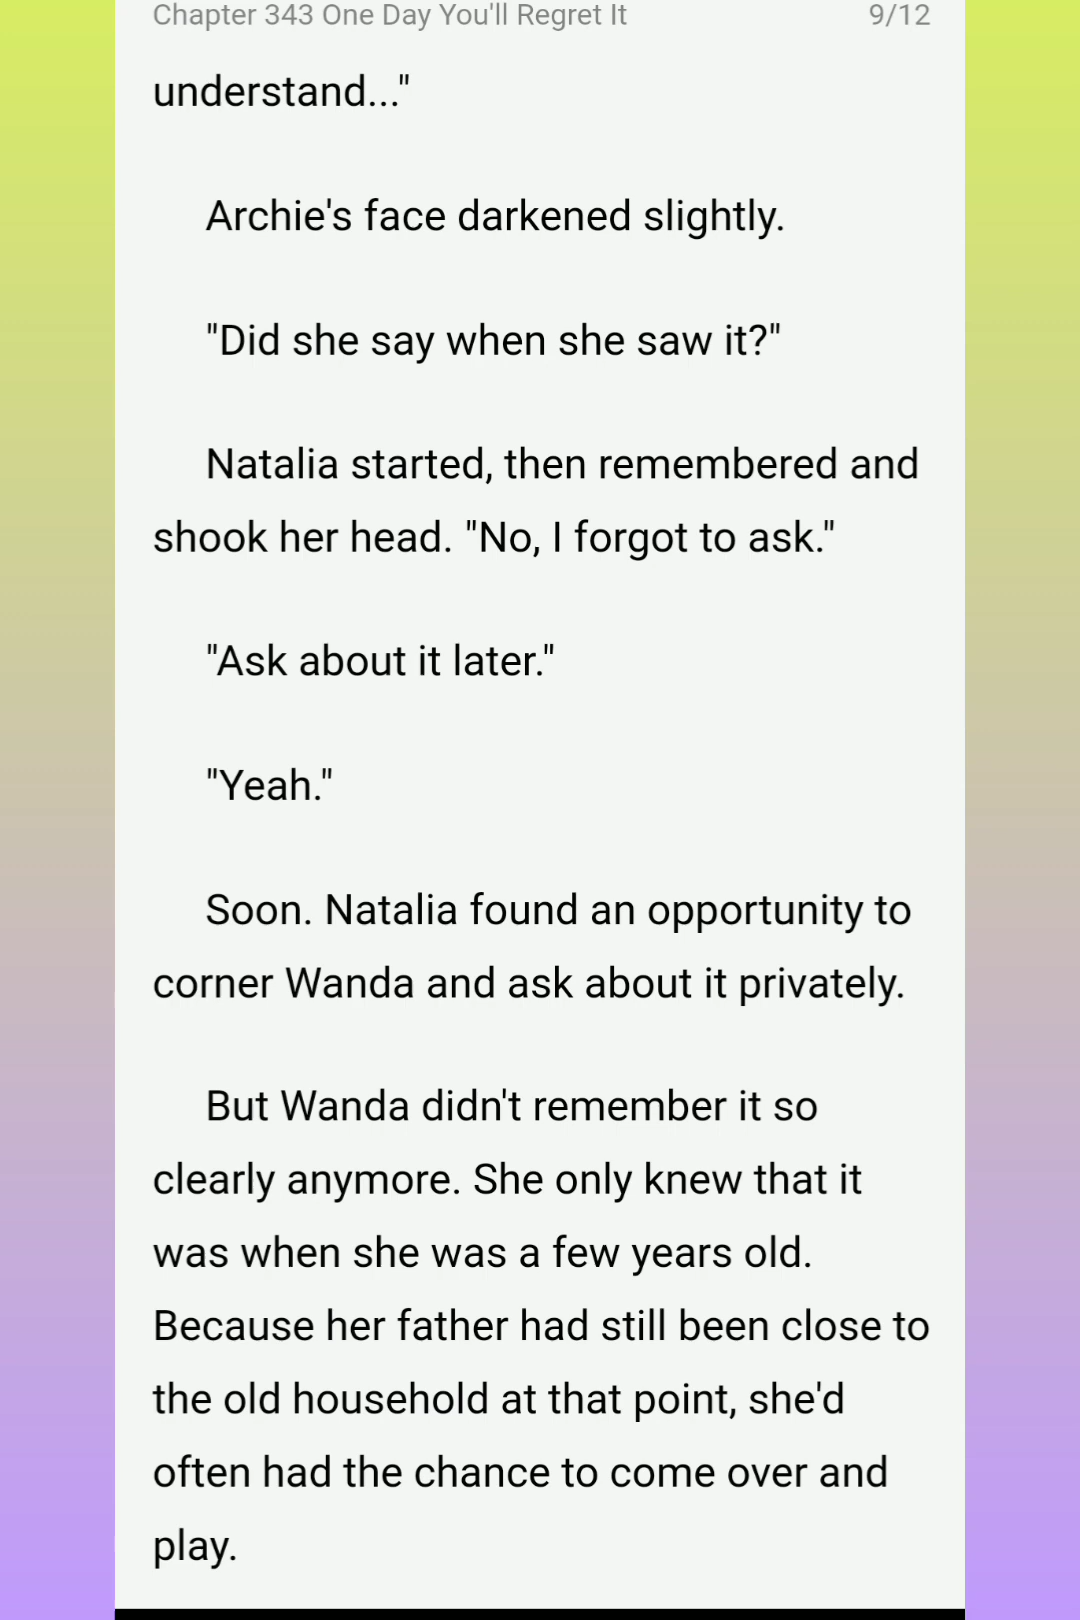 Chapter 343 One Day You'll Regret It 9/12
understand..."
Archie's face darkened slightly.
"Did she say when she saw it?"
Natalia started, then remembered and
shook her head. "No, I forgot to ask."
"Ask about it later."
"Yeah."
Soon. Natalia found an opportunity to
corner Wanda and ask about it privately.
But Wanda didn't remember it so
clearly anymore. She only knew that it
was when she was a few years old.
Because her father had still been close to
the old household at that point, she'd
often had the chance to come over and
play.